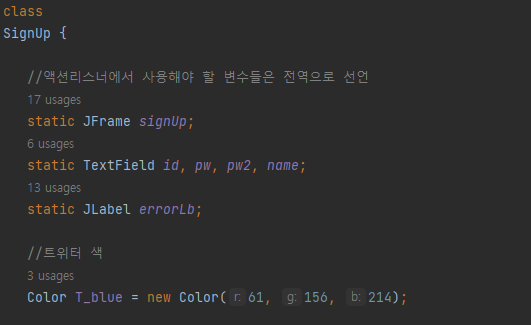 class
SignUp {
//액션리스너에서 사용해야 할 변수들은 전역으로 선언
17 usages
static JFrame signUp;
6 usages
static TextField id, pw, pw2, name;
13 usages
static JLabel errorLb;
//트위터 색
3 usages
Color T_blue = new Color( r: 61, g: 156, b: 214);